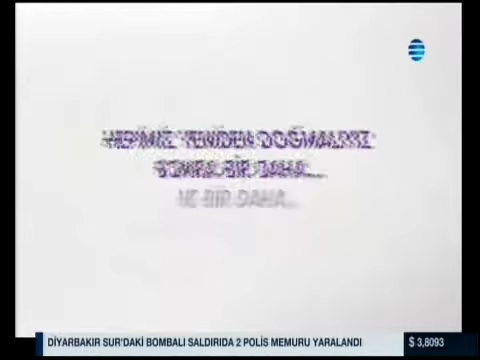 HEPİMİZ YENİDEN DOĞMALIYIZ
SONRA BİR DAHA...
VE BİR DAHA...
DİYARBAKIR SUR'DAKİ BOMBALI SALDIRIDA 2 POLİS MEMURU YARALANDI
$ 3,8093